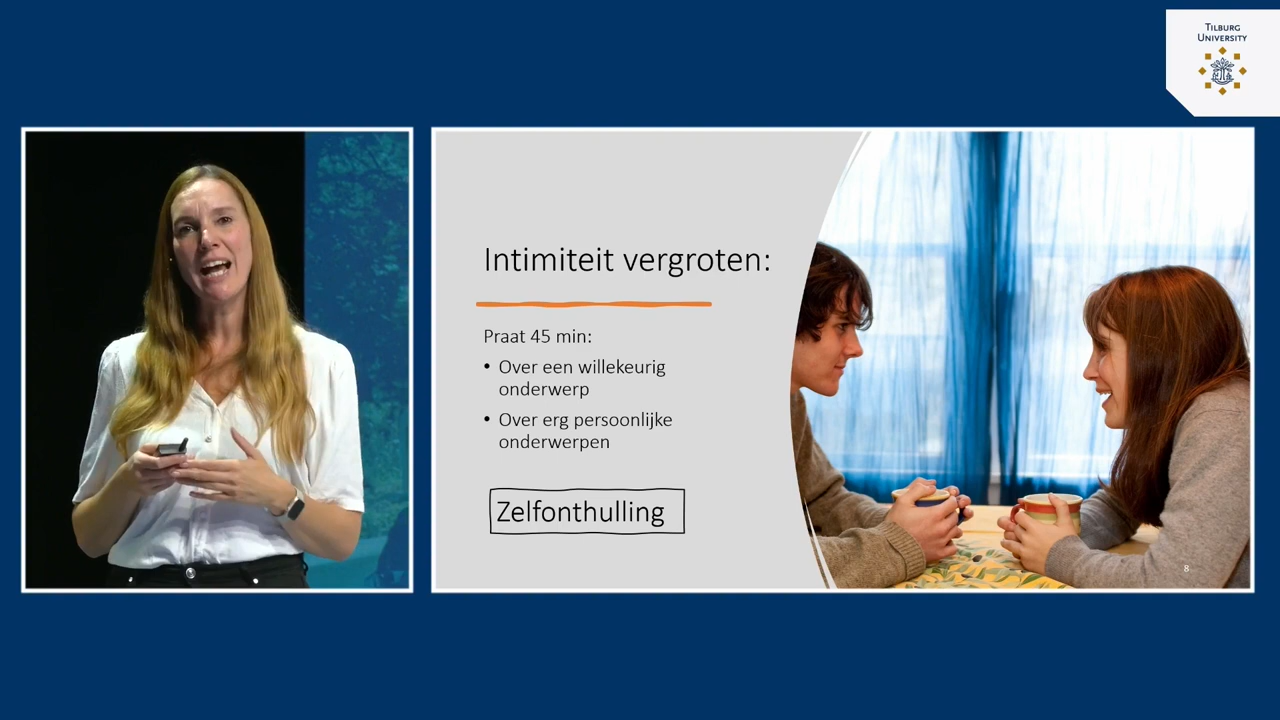 TILBURG
UNIVERSITY
Intimiteit vergroten:
Praat 45 min:
• Over een willekeurig
onderwerp
• Over erg persoonlijke
onderwerpen
Zelfonthulling
8